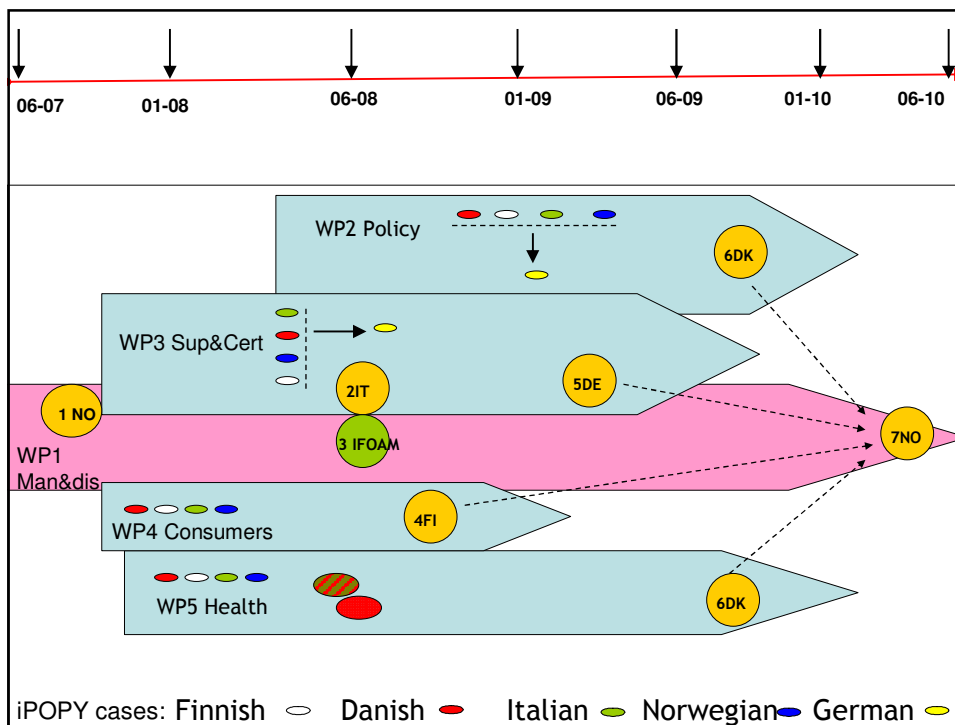 06-07 01-08 06-08 01-09 06-09 01-10 06-10
WP2 Policy
6DK
WP3 Sup&Cert
2IT
5DE
1 NO
3 IFOAM
7NO
WP1
Man&dis
4FI
WP4 Consumers
WP5 Health
6DK
iPOPY cases: Finnish Danish Italian Norwegian German